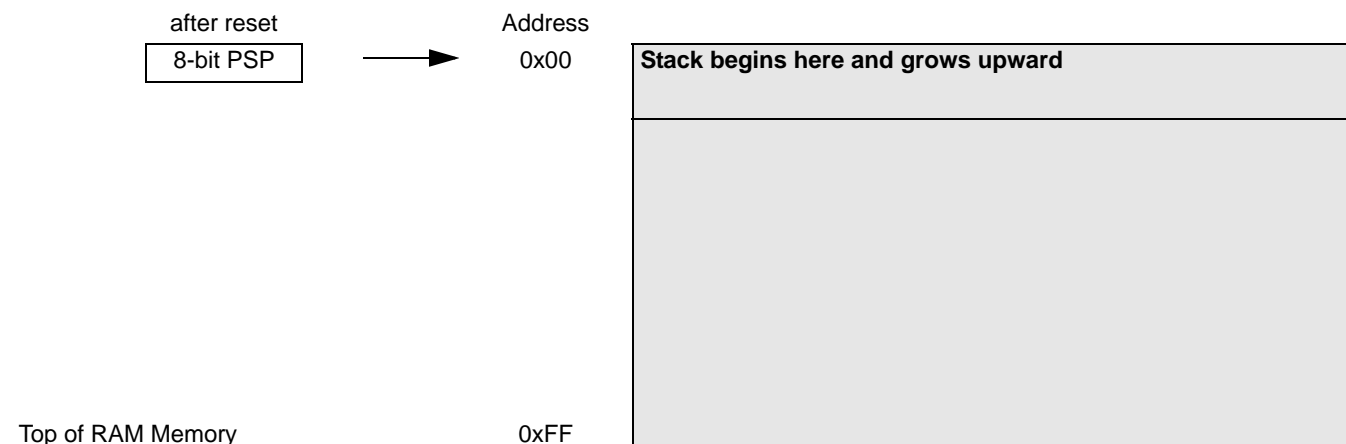 after reset Address
8-bit PSP 0x00 Stack begins here and grows upward
Top of RAM Memory 0xFF